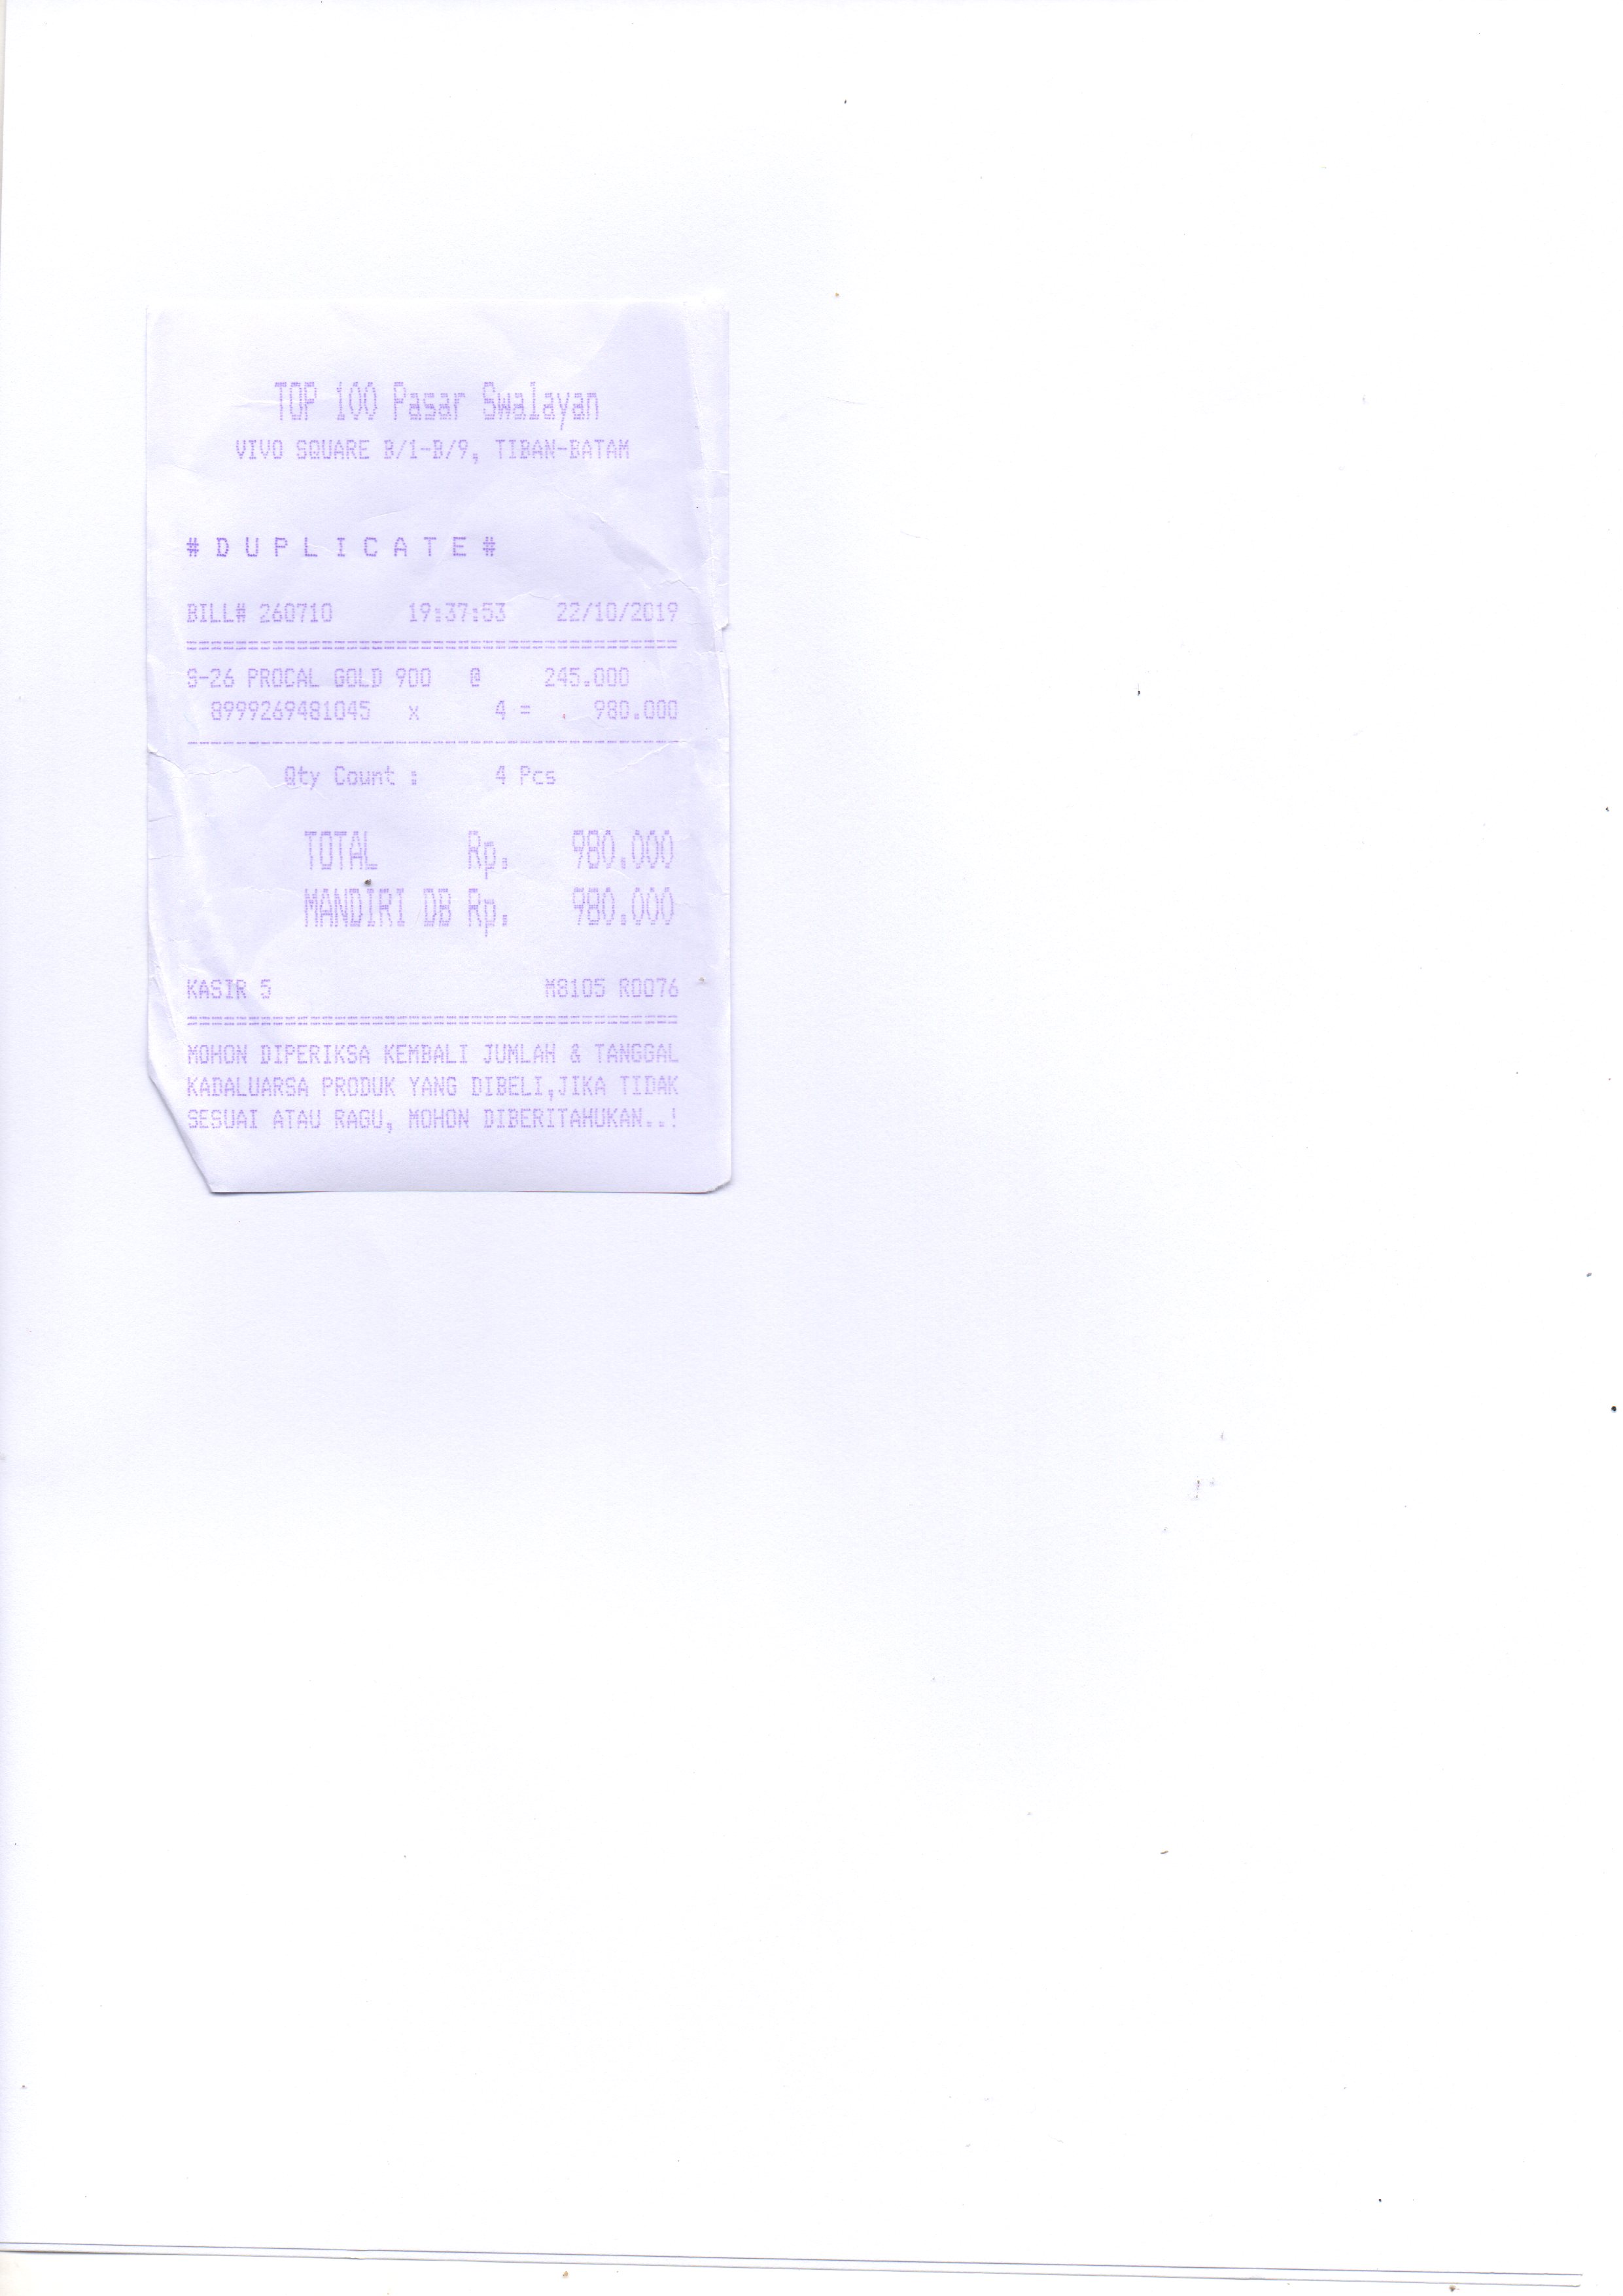 TOP 100 Pasar Swalayan
VIVO SQUARE B/1-B/9, TIBAN-BATAM
# D U P L I C A T E #
BILL# 260710 19:37:53 22/10/2019
========================================
S-26 PROCAL GOLD 900 @ 245.000
8999269481045 x 4 = 980.000
----------------------------------------
Qty Count : 4 Pcs
TOTAL Rp. 980.000
MANDIRI DB Rp. 980.000
KASIR 5 M8105 R0076
========================================
MOHON DIPERIKSA KEMBALI JUMLAH & TANGGAL
KADALUARSA PRODUK YANG DIBELI,JIKA TIDAK
SESUAI ATAU RAGU, MOHON DIBERITAHUKAN..!